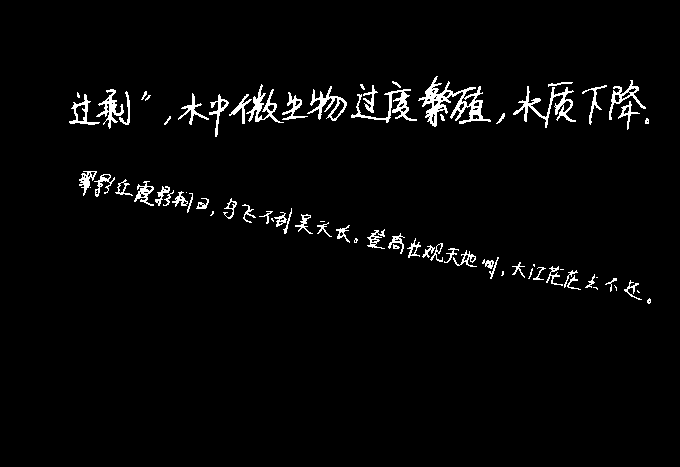 过剩”，水中微生物过度繁殖，水质下降。
翠影红霞影朝日，鸟飞不到吴天长。登高壮观天地间，大江茫茫去不还。